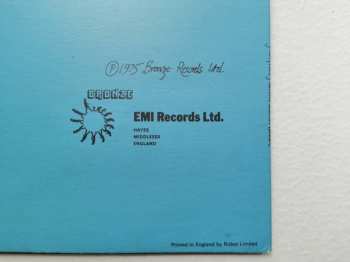 Ⓟ 1975 Bronze Records Ltd.
BRONZE
EMI Records Ltd.
HAYES
MIDDLESEX
ENGLAND
Printed in England by Robor Limited